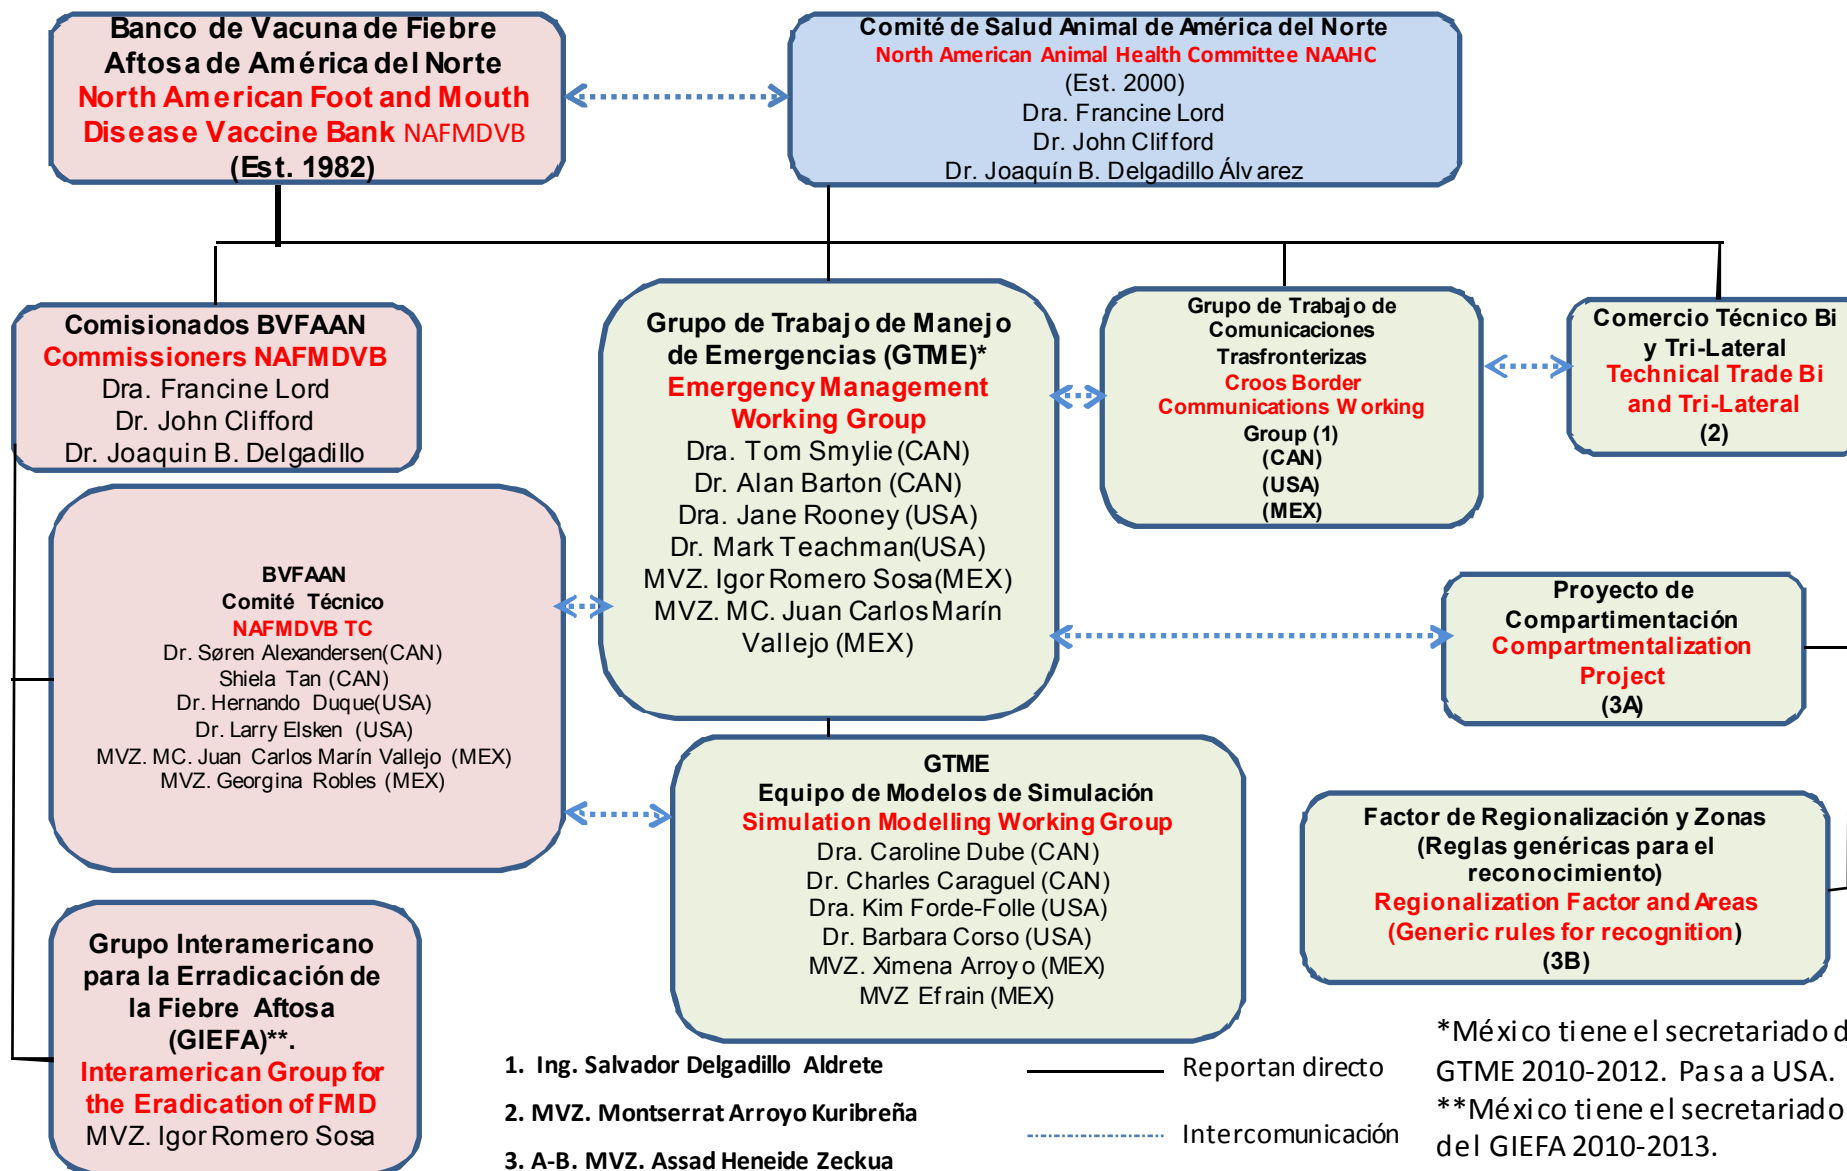 Banco de Vacuna de Fiebre
Aftosa de América del Norte
North American Foot and Mouth
Disease Vaccine Bank NAFMDVB
(Est. 1982)
Comité de Salud Animal de América del Norte
North American Animal Health Committee NAAHC
(Est. 2000)
Dra. Francine Lord
Dr. John Clifford
Dr. Joaquín B. Delgadillo Álvarez
Comisionados BVFAAN
Commissioners NAFMDVB
Dra. Francine Lord
Dr. John Clifford
Dr. Joaquin B. Delgadillo
Grupo de Trabajo de Manejo
de Emergencias (GTME)*
Emergency Management
Working Group
Dra. Tom Smylie (CAN)
Dr. Alan Barton (CAN)
Dra. Jane Rooney (USA)
Dr. Mark Teachman(USA)
MVZ. Igor Romero Sosa(MEX)
MVZ. MC. Juan Carlos Marín
Vallejo (MEX)
Grupo de Trabajo de
Comunicaciones
Trasfronterizas
Croos Border
Communications Working
Group (1)
(CAN)
(USA)
(MEX)
Comercio Técnico Bi
y Tri-Lateral
Technical Trade Bi
and Tri-Lateral
(2)
BVFAAN
Comité Técnico
NAFMDVB TC
Dr. Søren Alexandersen(CAN)
Shiela Tan (CAN)
Dr. Hernando Duque(USA)
Dr. Larry Elsken (USA)
MVZ. MC. Juan Carlos Marín Vallejo (MEX)
MVZ. Georgina Robles (MEX)
Proyecto de
Compartimentación
Compartmentalization
Project
(3A)
GTME
Equipo de Modelos de Simulación
Simulation Modelling Working Group
Dra. Caroline Dube (CAN)
Dr. Charles Caraguel (CAN)
Dra. Kim Forde-Folle (USA)
Dr. Barbara Corso (USA)
MVZ. Ximena Arroyo (MEX)
MVZ Efrain (MEX)
Factor de Regionalización y Zonas
(Reglas genéricas para el
reconocimiento)
Regionalization Factor and Areas
(Generic rules for recognition)
(3B)
Grupo Interamericano
para la Erradicación de
la Fiebre Aftosa
(GIEFA)**.
Interamerican Group for
the Eradication of FMD
MVZ. Igor Romero Sosa
1. Ing. Salvador Delgadillo Aldrete
2. MVZ. Montserrat Arroyo Kuribreña
3. A-B. MVZ. Assad Heneide Zeckua
Reportan directo
Intercomunicación
*México tiene el secretariado d
GTME 2010-2012. Pasa a USA.
**México tiene el secretariado
del GIEFA 2010-2013.